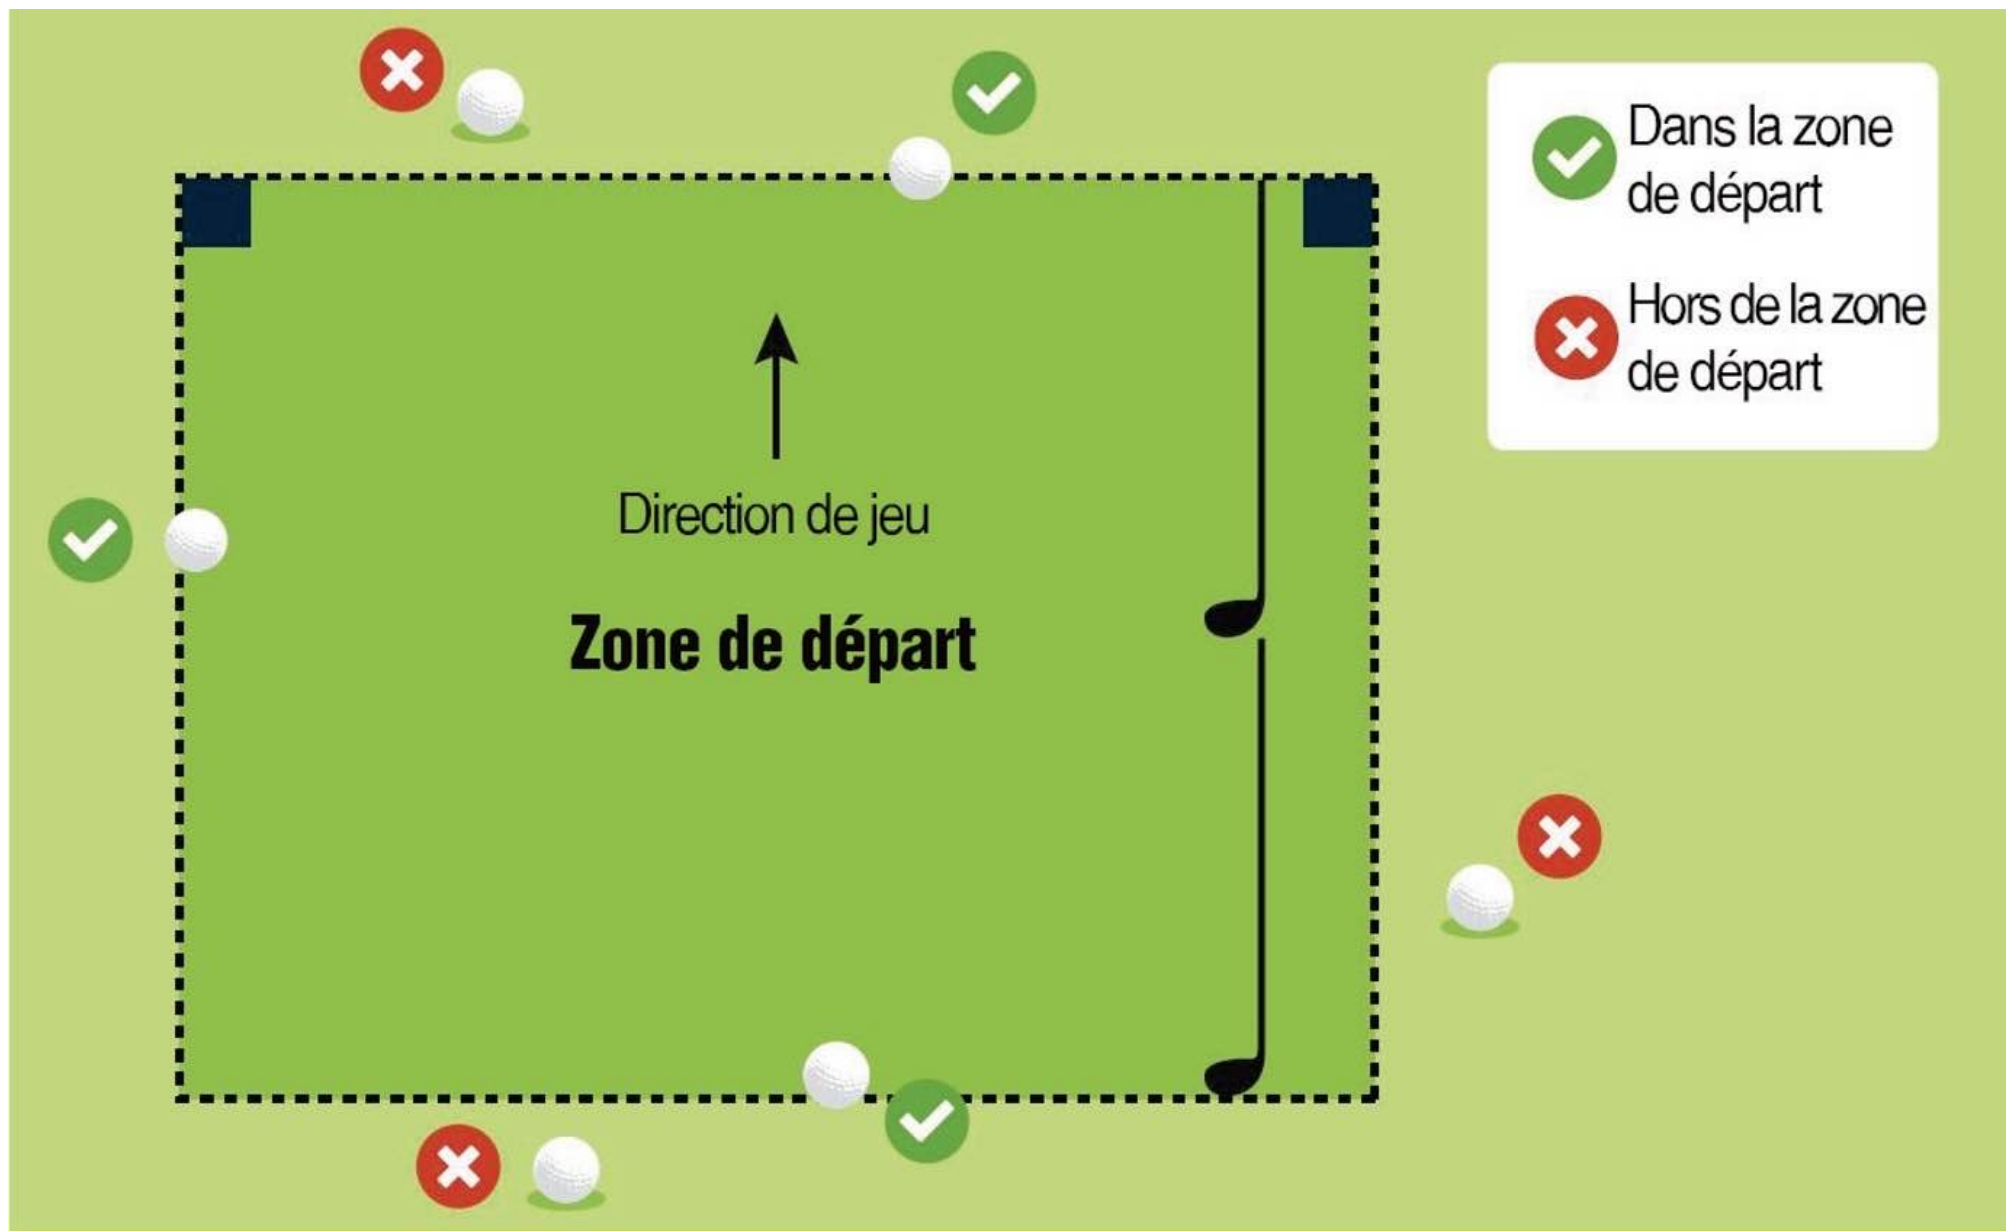 Dans la zone
de départ
Hors de la zone
de départ
Direction de jeu
Zone de départ